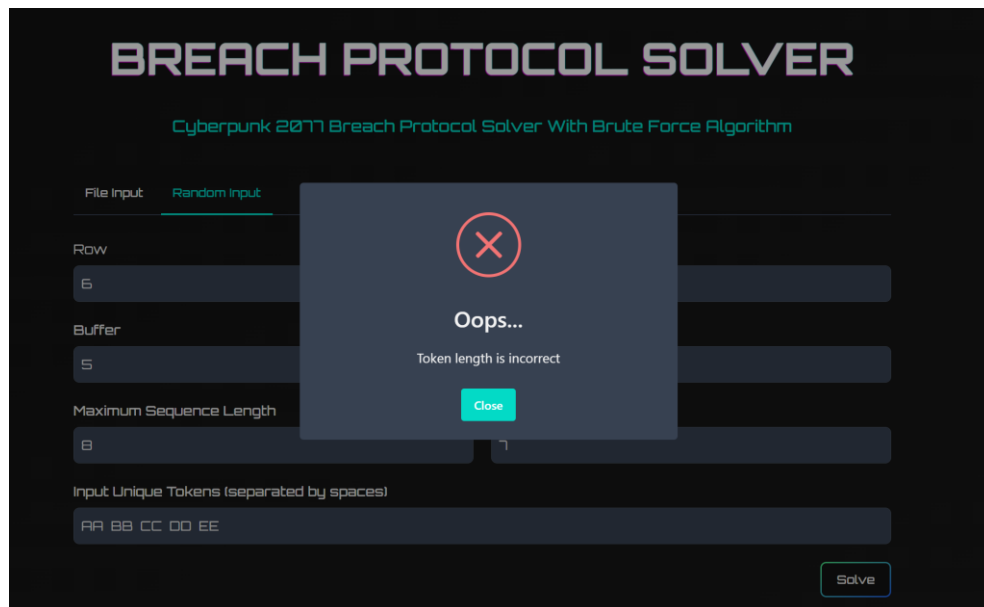 BREACH PROTOCOL SOLVER
Cyberpunk 2077 Breach Protocol Solver With Brute Force Algorithm
File Input Random Input
Row
6
Buffer
5
Oops...
Token length is incorrect
Close
Maximum Sequence Length
8 7
Input Unique Tokens (separated by spaces)
AA BB CC DD EE
Solve